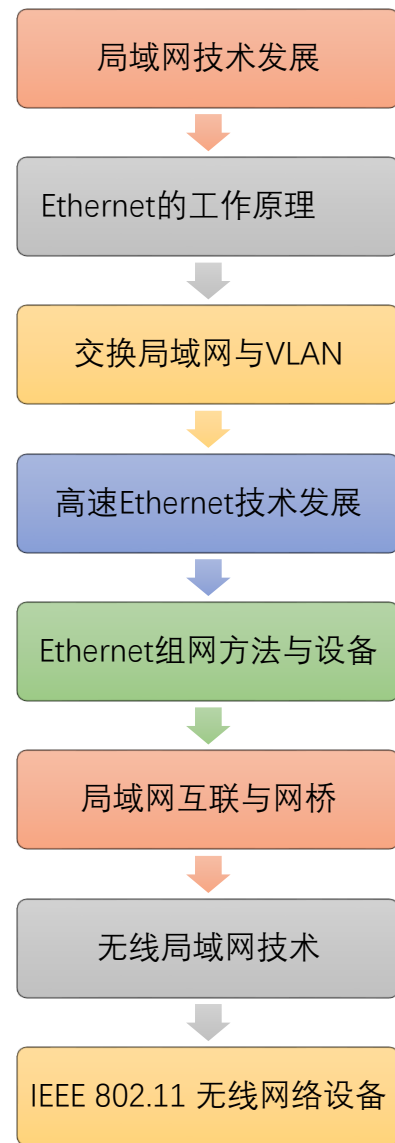 局域网技术发展
Ethernet的工作原理
交换局域网与VLAN
高速Ethernet技术发展
Ethernet组网方法与设备
局域网互联与网桥
无线局域网技术
IEEE 802.11 无线网络设备